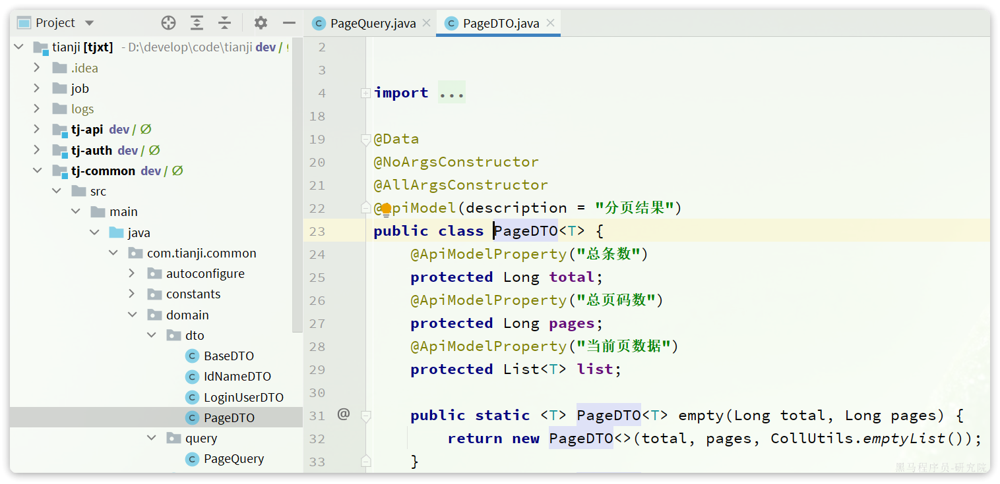 Project
tianji [tjxt] - D:\develop\code\tianji dev /
.idea
job
logs
tj-api dev / Ø
tj-auth dev / Ø
tj-common dev / Ø
src
main
java
com.tianji.common
autoconfigure
constants
domain
dto
BaseDTO
IdNameDTO
LoginUserDTO
PageDTO
query
PageQuery
PageQuery.java
PageDTO.java
2
3
4 import ...
18
19 @Data
20 @NoArgsConstructor
21 @AllArgsConstructor
22 @ApiModel(description = "分页结果")
23 public class PageDTO<T> {
24 @ApiModelProperty("总条数")
25 protected Long total;
26 @ApiModelProperty("总页码数")
27 protected Long pages;
28 @ApiModelProperty("当前页数据")
29 protected List<T> list;
30
31 @ public static <T> PageDTO<T> empty(Long total, Long pages) {
32 return new PageDTO<>(total, pages, CollUtils.emptyList());
33 }
黑马程序员-研究院